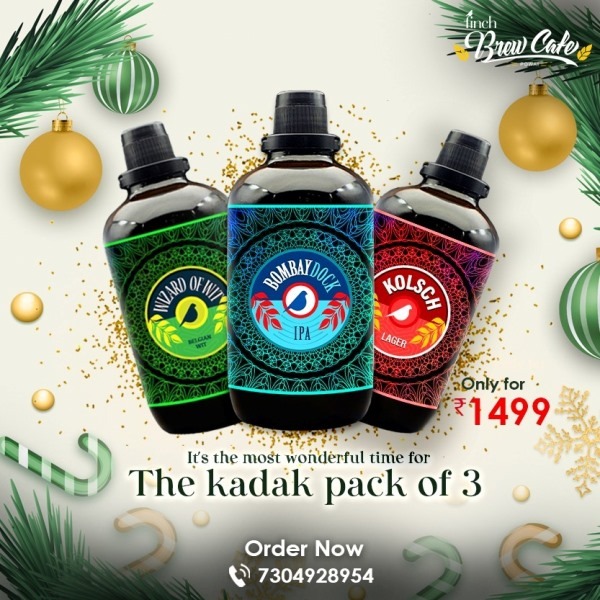 finch
Brew Cafe
POWAI
WIZARD OF WIT
BELGIAN
WIT
BOMBAY DOCK
IPA
KOLSCH
LAGER
Only for
₹1499
It's the most wonderful time for
The kadak pack of 3
Order Now
7304928954